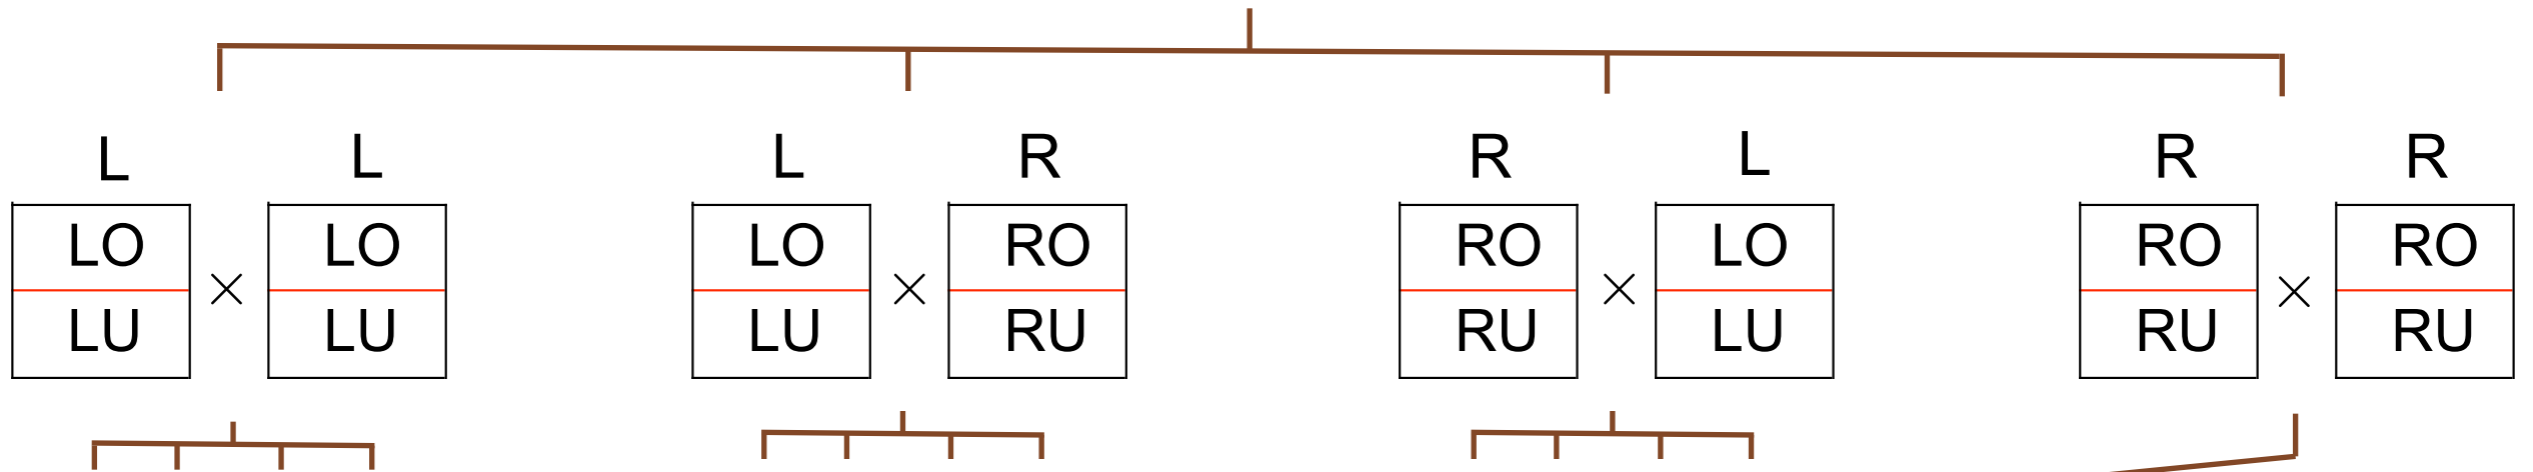 L L L R R L R R
LO LO LO RO RO LO RO RO
× × × ×
LU LU LU RU RU LU RU RU